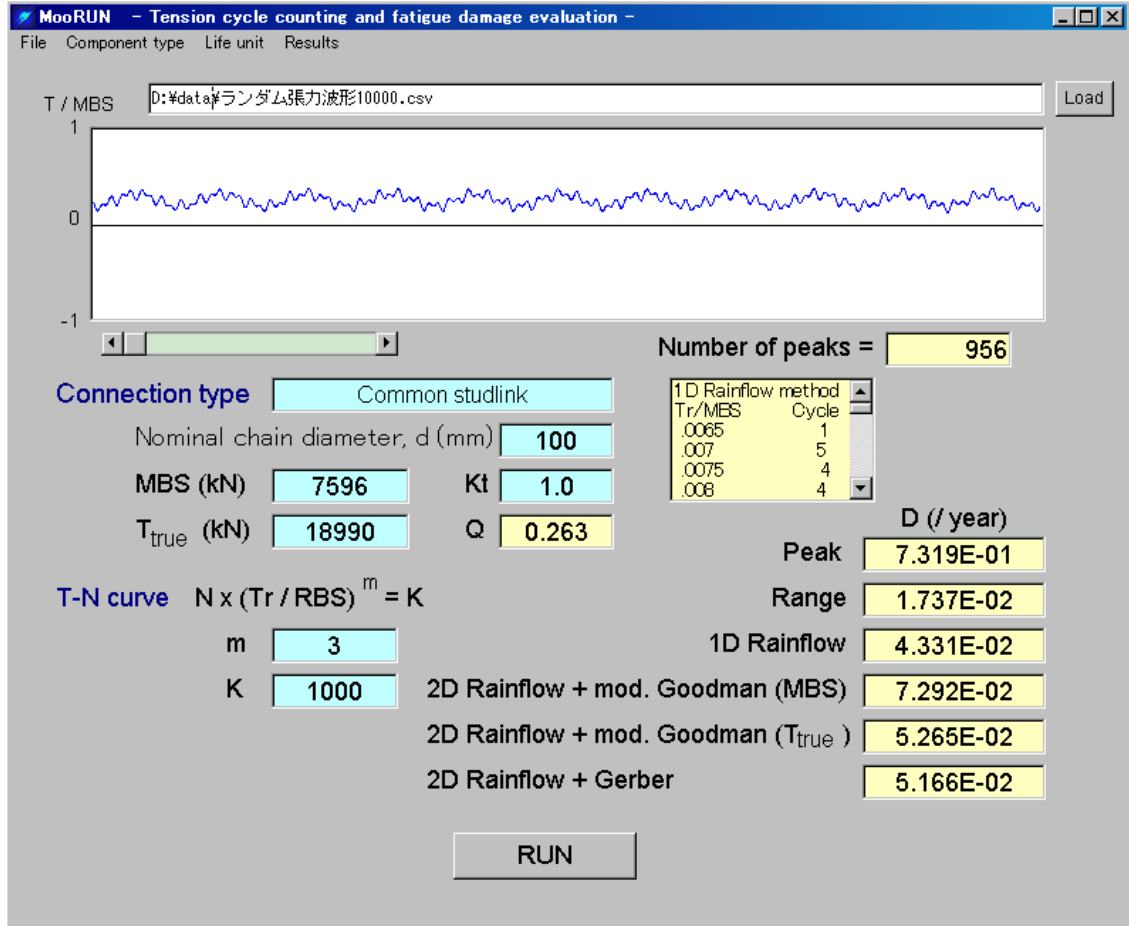 MooRUN - Tension cycle counting and fatigue damage evaluation -
File Component type Life unit Results
T / MBS D:¥data¥ランダム張力波形10000.csv Load
1
0
-1
Number of peaks = 956
Connection type Common studlink
Nominal chain diameter, d (mm) 100
MBS (kN) 7596 Kt 1.0
Ttrue (kN) 18990 Q 0.263
1D Rainflow method
Tr/MBS Cycle
.0065 1
.007 5
.0075 4
.008 4
D (/ year)
Peak 7.319E-01
T-N curve N x (Tr / RBS) m = K
Range 1.737E-02
m 3
1D Rainflow 4.331E-02
K 1000
2D Rainflow + mod. Goodman (MBS) 7.292E-02
2D Rainflow + mod. Goodman (Ttrue ) 5.265E-02
2D Rainflow + Gerber 5.166E-02
RUN